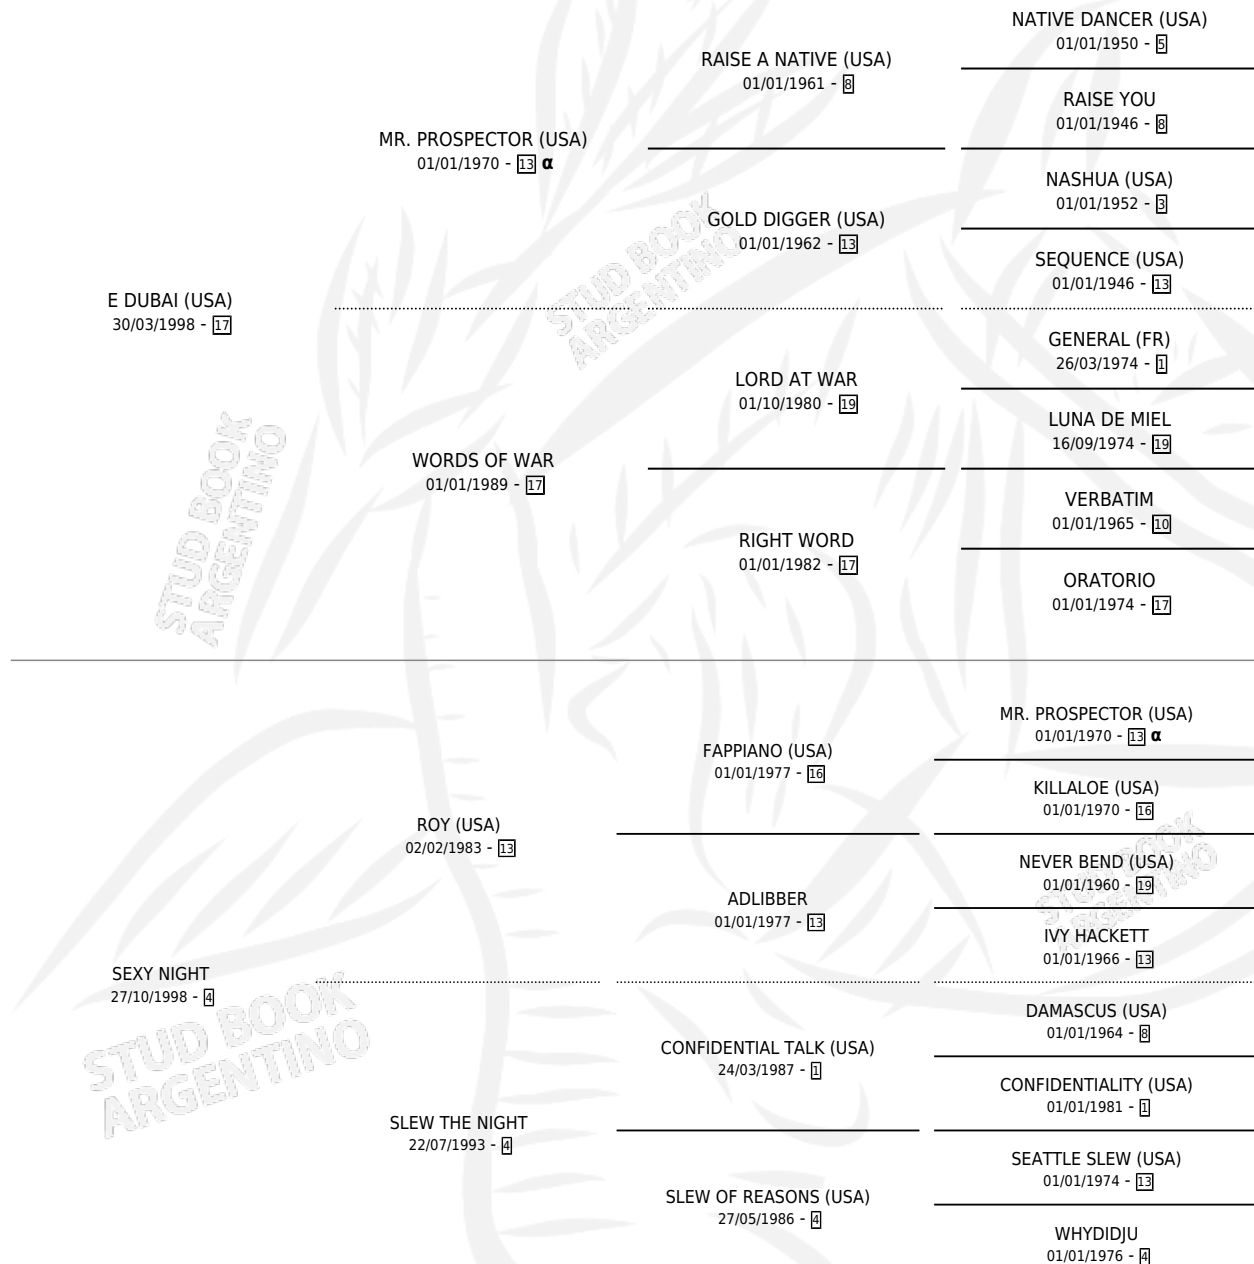 NATIVE DANCER (USA)
01/01/1950 - 5
RAISE A NATIVE (USA)
01/01/1961 - 8
RAISE YOU
01/01/1946 - 8
MR. PROSPECTOR (USA)
01/01/1970 - 13 α
NASHUA (USA)
01/01/1952 - 3
GOLD DIGGER (USA)
01/01/1962 - 13
SEQUENCE (USA)
01/01/1946 - 13
STUD BOOK
ARGENTINO
E DUBAI (USA)
30/03/1998 - 17
GENERAL (FR)
26/03/1974 - 1
LORD AT WAR
01/10/1980 - 19
LUNA DE MIEL
16/09/1974 - 19
WORDS OF WAR
01/01/1989 - 17
VERBATIM
01/01/1965 - 10
RIGHT WORD
01/01/1982 - 17
ORATORIO
01/01/1974 - 17
STUD BOOK
ARGENTINO
MR. PROSPECTOR (USA)
01/01/1970 - 13 α
FAPPIANO (USA)
01/01/1977 - 16
KILLALOE (USA)
01/01/1970 - 16
ROY (USA)
02/02/1983 - 13
NEVER BEND (USA)
01/01/1960 - 19
ADLIBBER
01/01/1977 - 13
IVY HACKETT
01/01/1966 - 13
STUD BOOK
ARGENTINO
SEXY NIGHT
27/10/1998 - 4
DAMASCUS (USA)
01/01/1964 - 8
CONFIDENTIAL TALK (USA)
24/03/1987 - 1
CONFIDENTIALITY (USA)
01/01/1981 - 1
SLEW THE NIGHT
22/07/1993 - 4
SEATTLE SLEW (USA)
01/01/1974 - 13
SLEW OF REASONS (USA)
27/05/1986 - 4
WHYDIDJU
01/01/1976 - 4
STUD BOOK
ARGENTINO